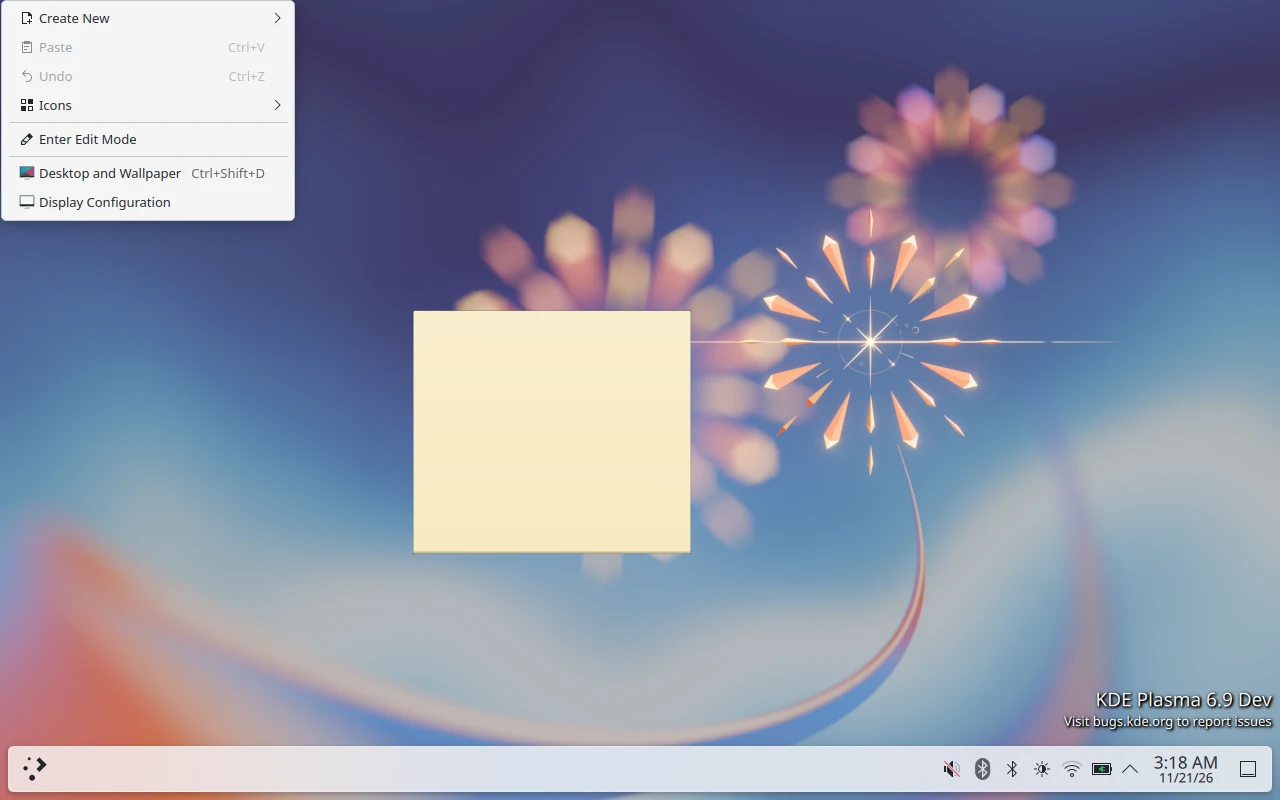 Create New
Paste Ctrl+V
Undo Ctrl+Z
Icons
Enter Edit Mode
Desktop and Wallpaper Ctrl+Shift+D
Display Configuration
KDE Plasma 6.9 Dev
Visit bugs.kde.org to report issues
3:18 AM
11/21/26